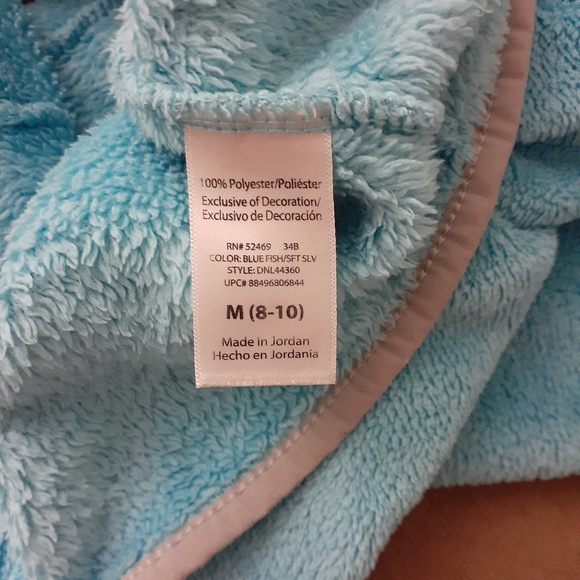 100% Polyester/Poliéster
Exclusive of Decoration/
Exclusivo de Decoración
RN# 52469 34B
COLOR: BLUE FISH/SFT SLV
STYLE: DNL44360
UPC# 88496806844
M (8-10)
Made in Jordan
Hecho en Jordania